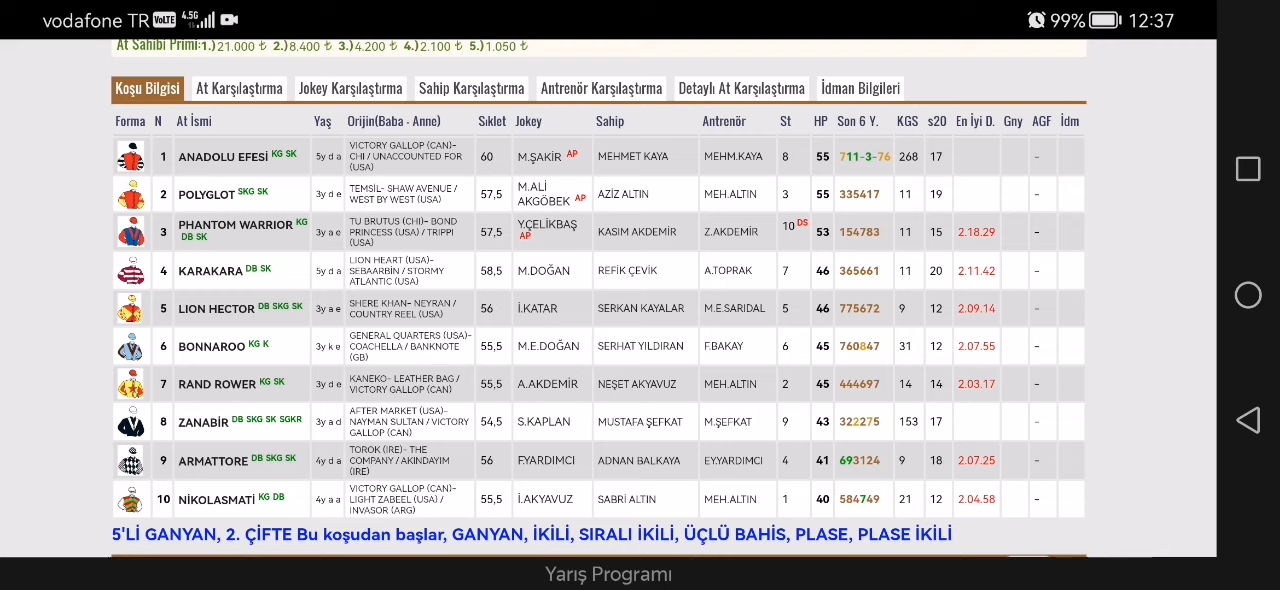 vodafone TR VoLTE 4.5G 99% 12:37
At Sahibi Primi:1.)21.000 ₺ 2.)8.400 ₺ 3.)4.200 ₺ 4.)2.100 ₺ 5.)1.050 ₺
Koşu Bilgisi At Karşılaştırma Jokey Karşılaştırma Sahip Karşılaştırma Antrenör Karşılaştırma Detaylı At Karşılaştırma İdman Bilgileri
Forma N At İsmi Yaş Orijin(Baba - Anne) Sıklet Jokey Sahip Antrenör St HP Son 6 Y. KGS s20 En İyi D. Gny AGF İdm
1 ANADOLU EFESİ KG SK 5y d a VICTORY GALLOP (CAN)- CHI / UNACCOUNTED FOR (USA) 60 M.ŞAKİR AP MEHMET KAYA MEHM.KAYA 8 55 711-3-76 268 17 -
2 POLYGLOT SKG SK 3y d e TEMSİL- SHAW AVENUE / WEST BY WEST (USA) 57,5 M.ALİ AKGÖBEK AP AZİZ ALTIN MEH.ALTIN 3 55 335417 11 19 -
3 PHANTOM WARRIOR KG DB SK 3y a e TU BRUTUS (CHI)- BOND PRINCESS (USA) / TRIPPI (USA) 57,5 Y.ÇELİKBAŞ AP KASIM AKDEMİR Z.AKDEMİR 10 DS 53 154783 11 15 2.18.29 -
4 KARAKARA DB SK 5y d a LION HEART (USA)- SEBAARBİN / STORMY ATLANTIC (USA) 58,5 M.DOĞAN REFİK ÇEVİK A.TOPRAK 7 46 365661 11 20 2.11.42 -
5 LION HECTOR DB SKG SK 3y a e SHERE KHAN- NEYRAN / COUNTRY REEL (USA) 56 İ.KATAR SERKAN KAYALAR M.E.SARIDAL 5 46 775672 9 12 2.09.14 -
6 BONNAROO KG K 3y k e GENERAL QUARTERS (USA)- COACHELLA / BANKNOTE (GB) 55,5 M.E.DOĞAN SERHAT YILDIRAN F.BAKAY 6 45 760847 31 12 2.07.55 -
7 RAND ROWER KG SK 3y d e KANEKO- LEATHER BAG / VICTORY GALLOP (CAN) 55,5 A.AKDEMİR NEŞET AKYAVUZ MEH.ALTIN 2 45 444697 14 14 2.03.17 -
8 ZANABİR DB SKG SK SGKR 3y a d AFTER MARKET (USA)- NAYMAN SULTAN / VICTORY GALLOP (CAN) 54,5 S.KAPLAN MUSTAFA ŞEFKAT M.ŞEFKAT 9 43 322275 153 17 -
9 ARMATTORE DB SKG SK 4y d a TOROK (IRE)- THE COMPANY / AKINDAYIM (IRE) 56 F.YARDIMCI ADNAN BALKAYA EY.YARDIMCI 4 41 693124 9 18 2.07.25 -
10 NİKOLASMATİ KG DB 4y a a VICTORY GALLOP (CAN)- LIGHT ZABEEL (USA) / INVASOR (ARG) 55,5 İ.AKYAVUZ SABRİ ALTIN MEH.ALTIN 1 40 584749 21 12 2.04.58 -
5'Lİ GANYAN, 2. ÇİFTE Bu koşudan başlar, GANYAN, İKİLİ, SIRALI İKİLİ, ÜÇLÜ BAHİS, PLASE, PLASE İKİLİ
Yarış Programı